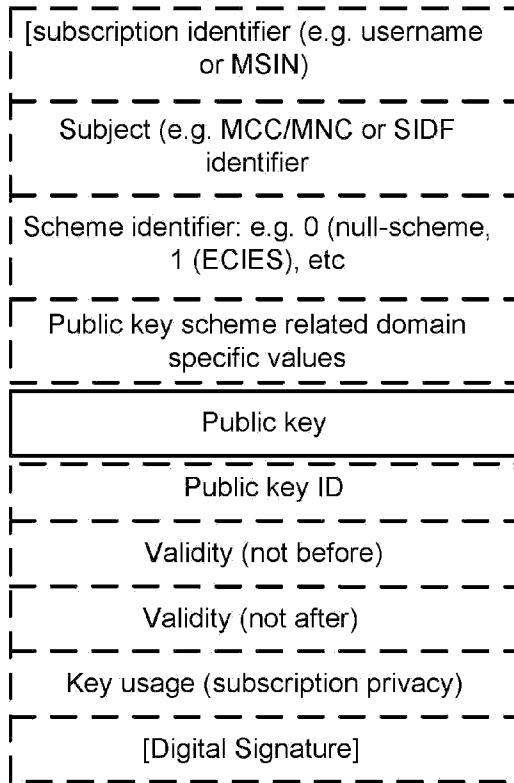 [subscription identifier (e.g. username
or MSIN)
Subject (e.g. MCC/MNC or SIDF
identifier
Scheme identifier: e.g. 0 (null-scheme,
1 (ECIES), etc
Public key scheme related domain
specific values
Public key
Public key ID
Validity (not before)
Validity (not after)
Key usage (subscription privacy)
[Digital Signature]